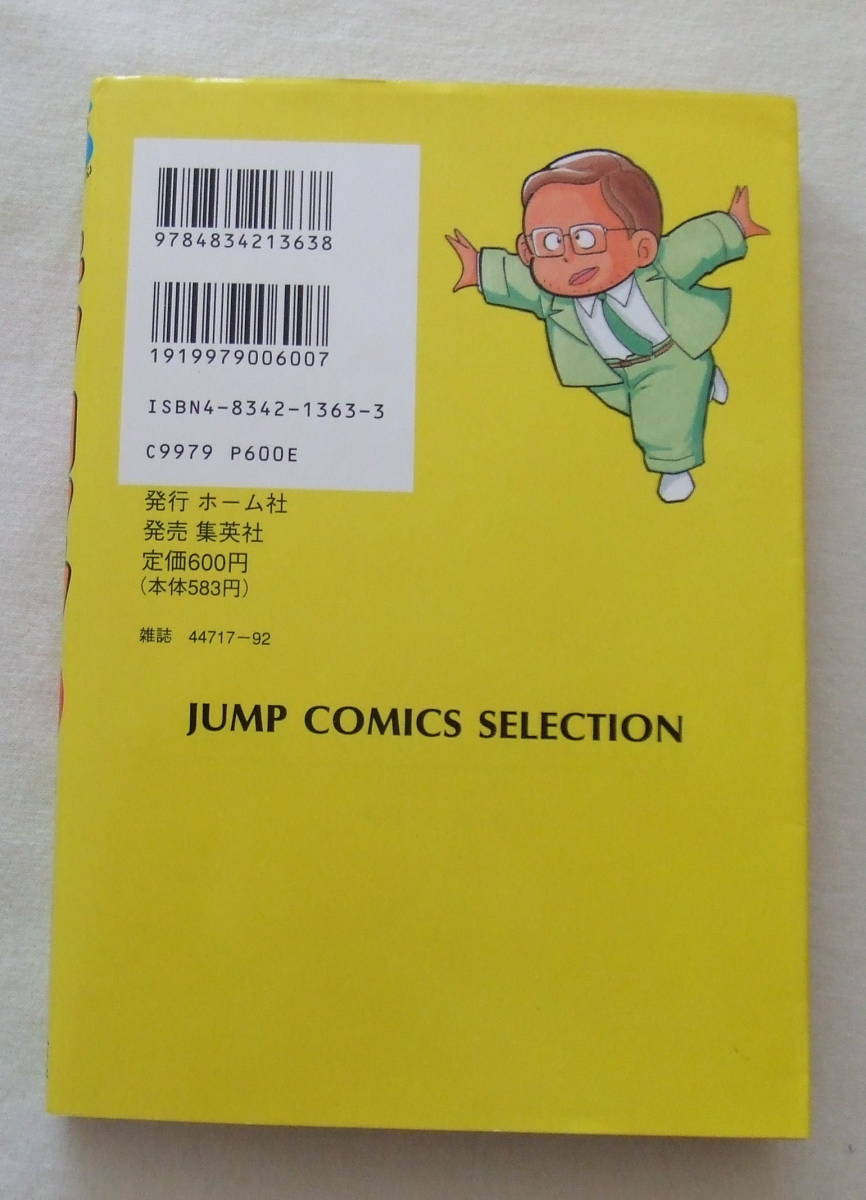 9784834213638
1919979006007
ISBN4-8342-1363-3
C9979 P600E
発行 ホーム社
発売 集英社
定価600円
(本体583円)
雑誌 44717-92
JUMP COMICS SELECTION